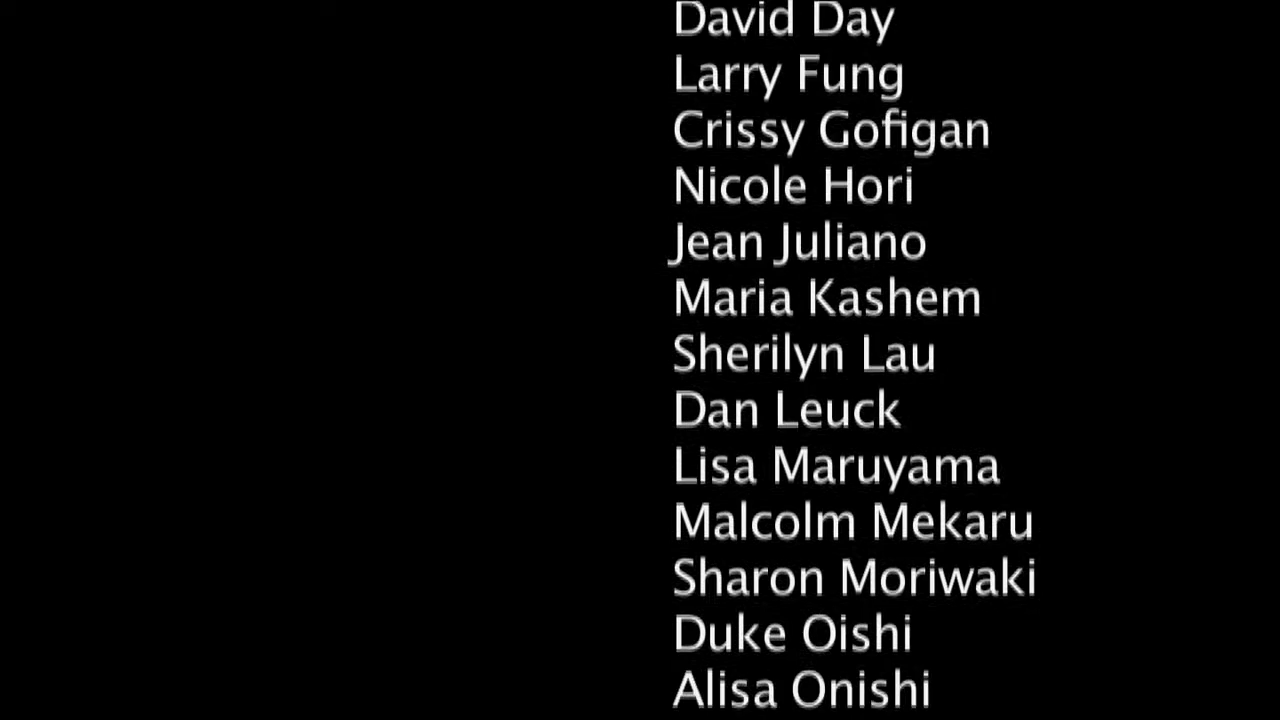 David Day
Larry Fung
Crissy Gofigan
Nicole Hori
Jean Juliano
Maria Kashem
Sherilyn Lau
Dan Leuck
Lisa Maruyama
Malcolm Mekaru
Sharon Moriwaki
Duke Oishi
Alisa Onishi